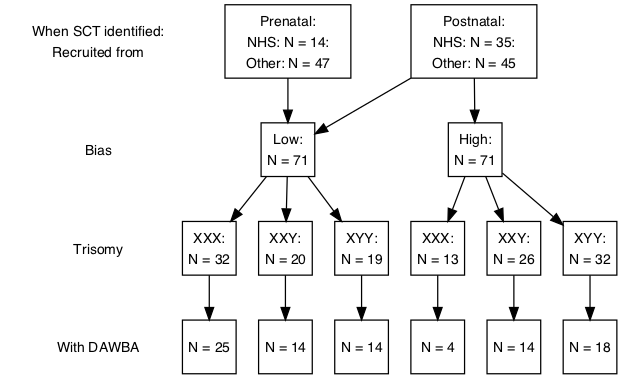 When SCT identified:
Recruited from
Prenatal:
NHS: N = 14:
Other: N = 47
Postnatal:
NHS: N = 35:
Other: N = 45
Bias
Low:
N = 71
High:
N = 71
Trisomy
XXX:
N = 32
XXY:
N = 20
XYY:
N = 19
XXX:
N = 13
XXY:
N = 26
XYY:
N = 32
With DAWBA
N = 25
N = 14
N = 14
N = 4
N = 14
N = 18